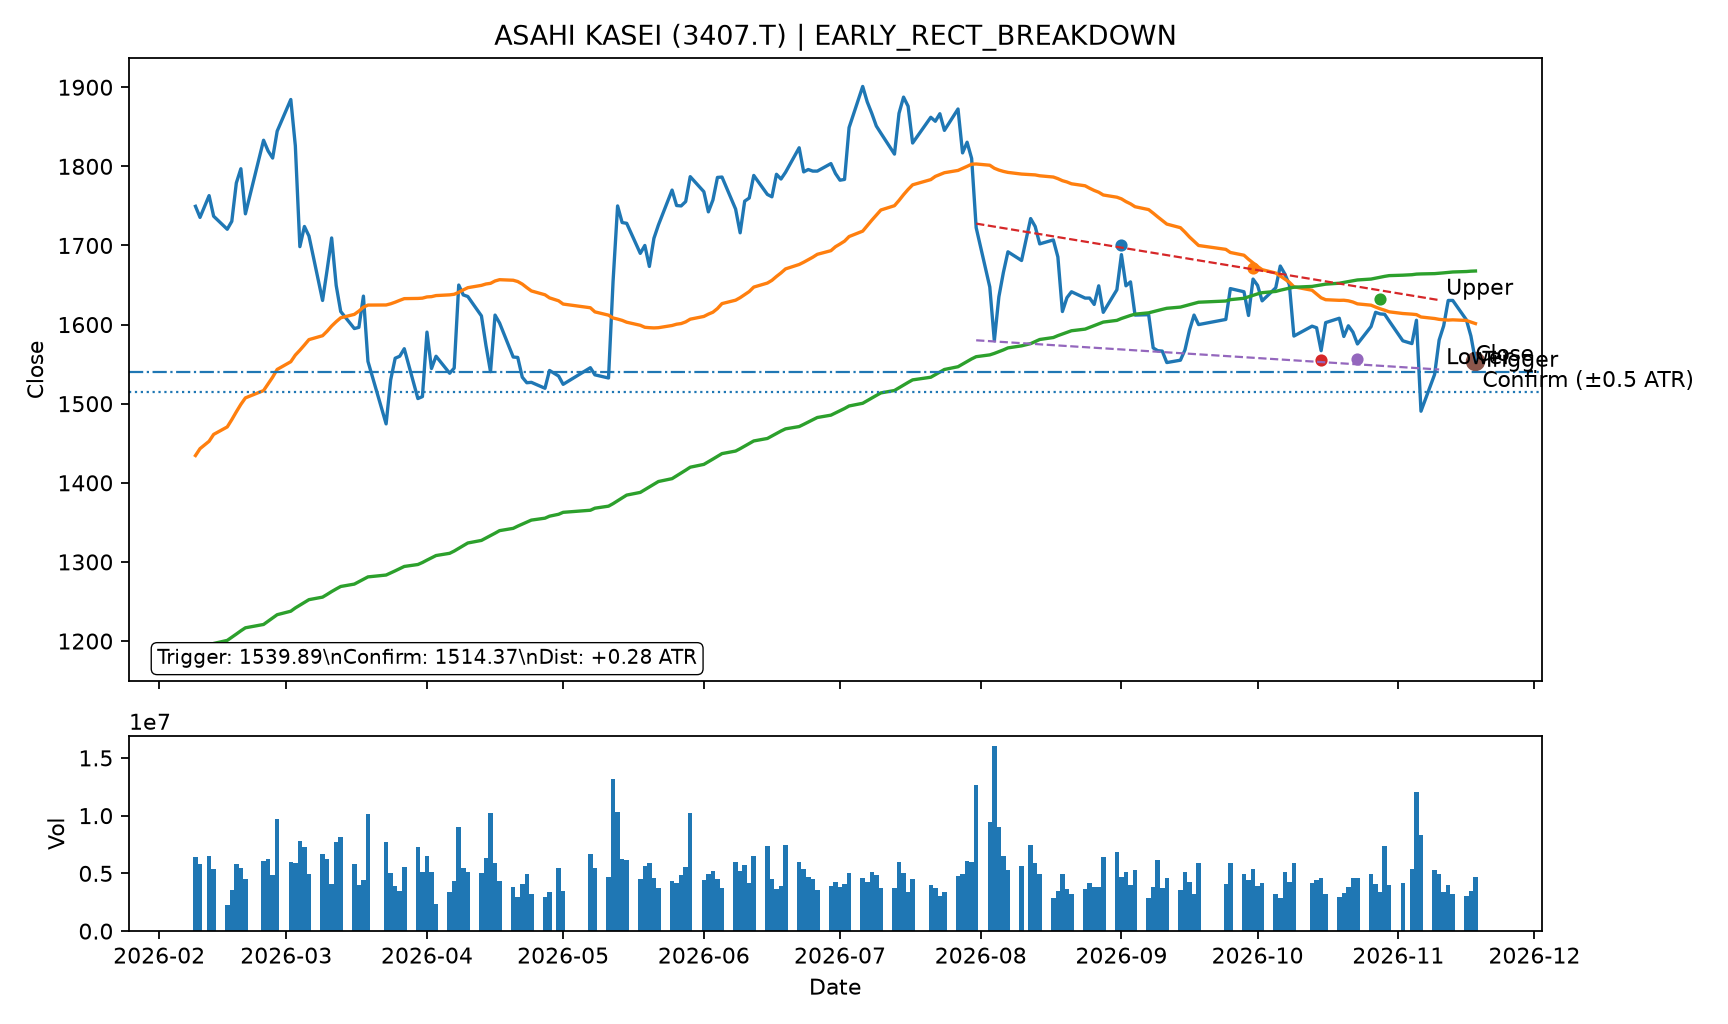 ASAHI KASEI (3407.T) | EARLY_RECT_BREAKDOWN
1900
1800
1700
1600
1500
1400
1300
1200
Close
Upper
Lower
Close
Trigger
Confirm (±0.5 ATR)
Trigger: 1539.89\nConfirm: 1514.37\nDist: +0.28 ATR
1e7
1.5
1.0
0.5
0.0
Vol
2026-02
2026-03
2026-04
2026-05
2026-06
2026-07
2026-08
2026-09
2026-10
2026-11
2026-12
Date